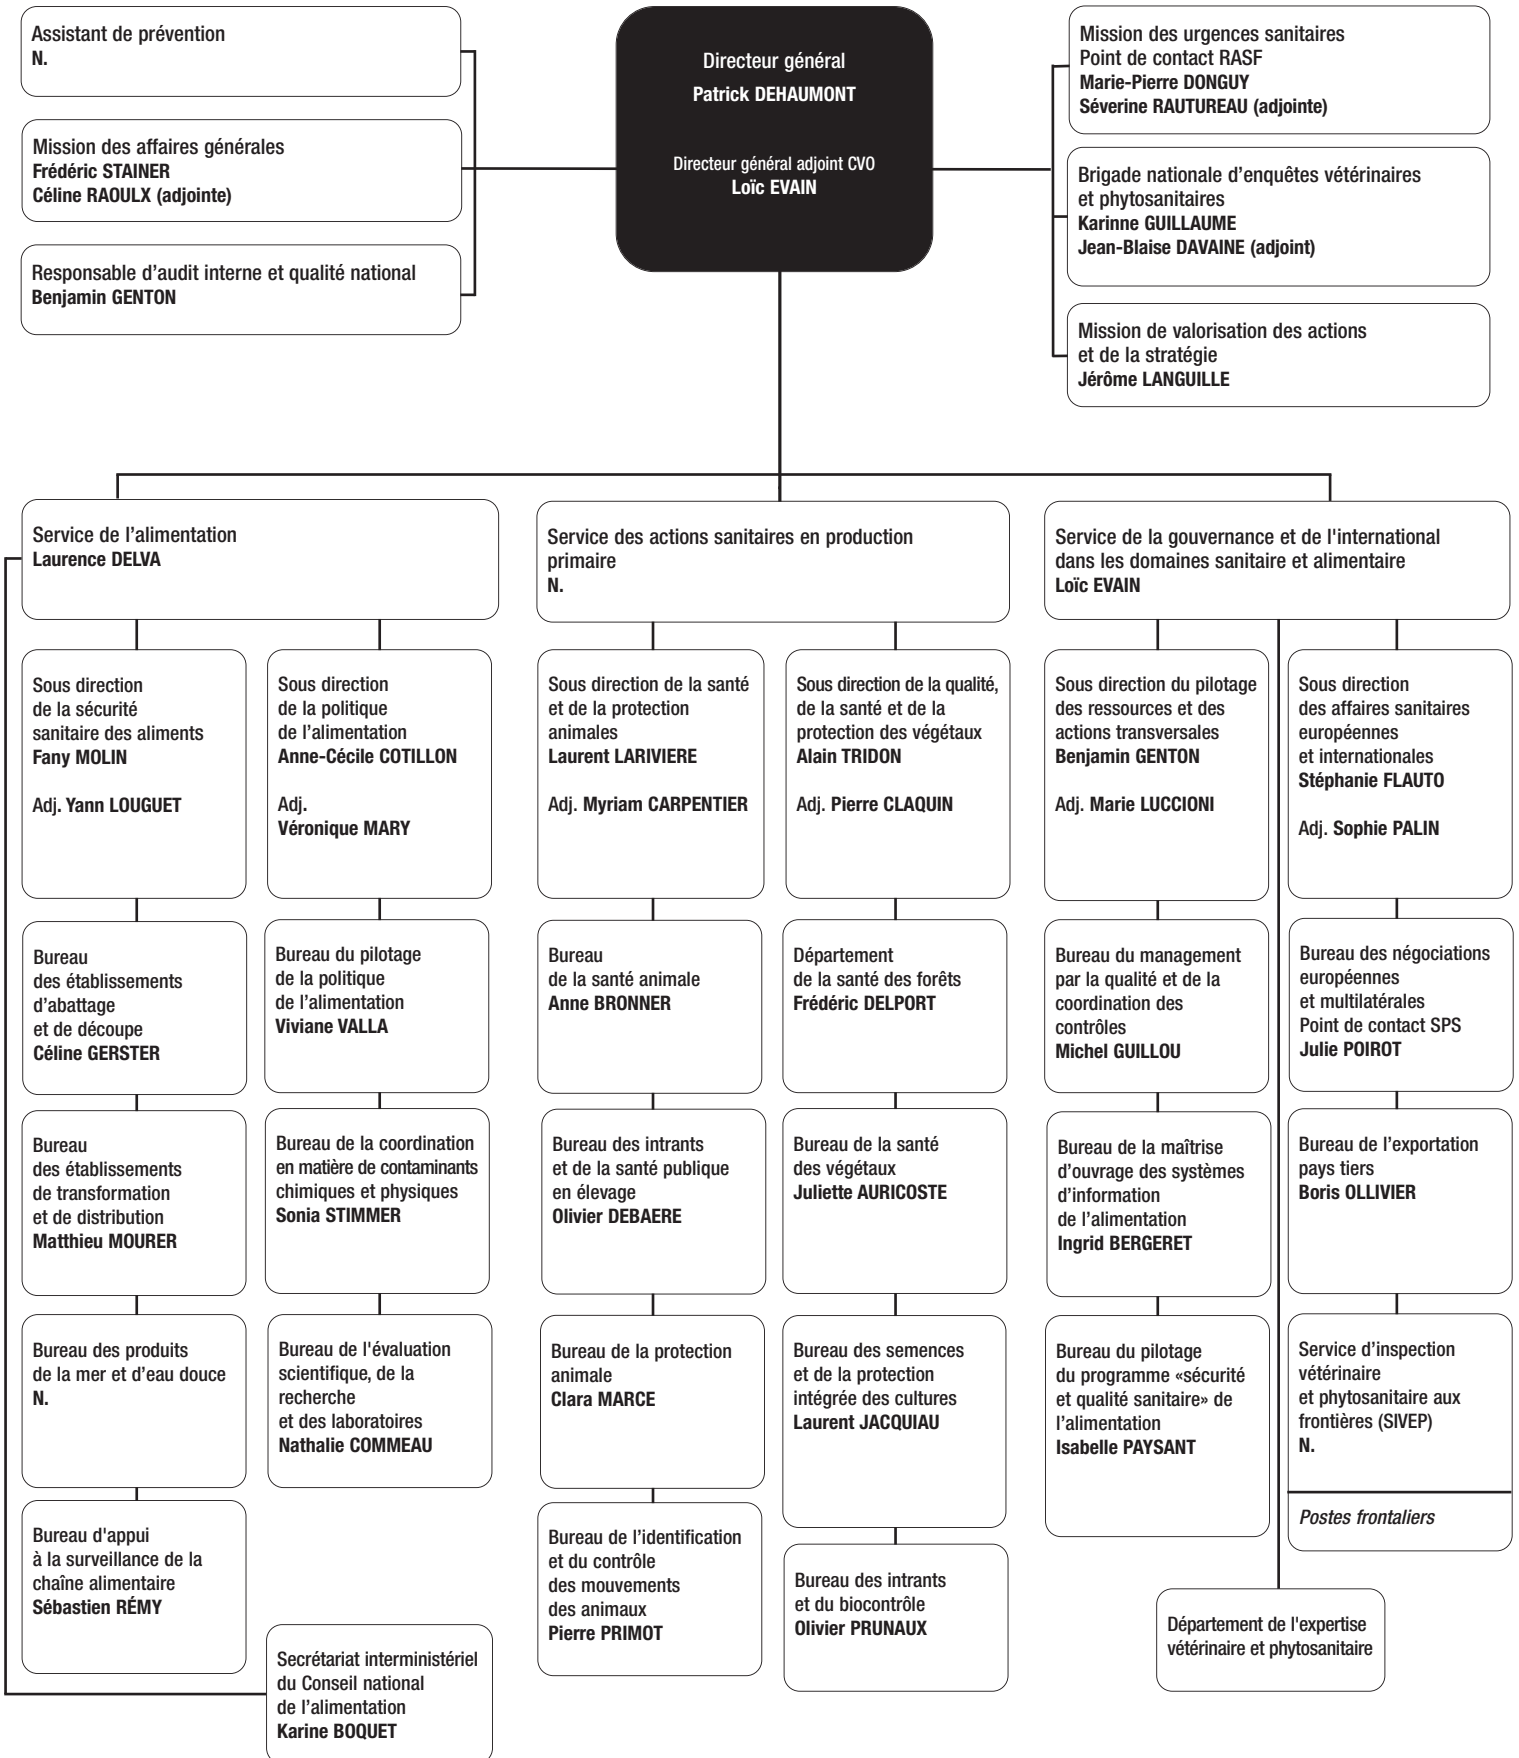 Assistant de prévention
N.
Mission des affaires générales
Frédéric STAINER
Céline RAOULX (adjointe)
Responsable d’audit interne et qualité national
Benjamin GENTON
Directeur général
Patrick DEHAUMONT
Directeur général adjoint CVO
Loïc EVAIN
Mission des urgences sanitaires
Point de contact RASF
Marie-Pierre DONGUY
Séverine RAUTUREAU (adjointe)
Brigade nationale d’enquêtes vétérinaires
et phytosanitaires
Karinne GUILLAUME
Jean-Blaise DAVAINE (adjoint)
Mission de valorisation des actions
et de la stratégie
Jérôme LANGUILLE
Service de l’alimentation
Laurence DELVA
Service des actions sanitaires en production
primaire
N.
Service de la gouvernance et de l'international
dans les domaines sanitaire et alimentaire
Loïc EVAIN
Sous direction
de la sécurité
sanitaire des aliments
Fany MOLIN
Adj. Yann LOUGUET
Sous direction
de la politique
de l’alimentation
Anne-Cécile COTILLON
Adj.
Véronique MARY
Sous direction de la santé
et de la protection
animales
Laurent LARIVIERE
Adj. Myriam CARPENTIER
Sous direction de la qualité,
de la santé et de la
protection des végétaux
Alain TRIDON
Adj. Pierre CLAQUIN
Sous direction du pilotage
des ressources et des
actions transversales
Benjamin GENTON
Adj. Marie LUCCIONI
Sous direction
des affaires sanitaires
européennes
et internationales
Stéphanie FLAUTO
Adj. Sophie PALIN
Bureau
des établissements
d’abattage
et de découpe
Céline GERSTER
Bureau du pilotage
de la politique
de l’alimentation
Viviane VALLA
Bureau
de la santé animale
Anne BRONNER
Département
de la santé des forêts
Frédéric DELPORT
Bureau du management
par la qualité et de la
coordination des
contrôles
Michel GUILLOU
Bureau des négociations
européennes
et multilatérales
Point de contact SPS
Julie POIROT
Bureau
des établissements
de transformation
et de distribution
Matthieu MOURER
Bureau de la coordination
en matière de contaminants
chimiques et physiques
Sonia STIMMER
Bureau des intrants
et de la santé publique
en élevage
Olivier DEBAERE
Bureau de la santé
des végétaux
Juliette AURICOSTE
Bureau de la maîtrise
d’ouvrage des systèmes
d’information
de l’alimentation
Ingrid BERGERET
Bureau de l’exportation
pays tiers
Boris OLLIVIER
Bureau des produits
de la mer et d’eau douce
N.
Bureau de l'évaluation
scientifique, de la
recherche
et des laboratoires
Nathalie COMMEAU
Bureau de la protection
animale
Clara MARCE
Bureau des semences
et de la protection
intégrée des cultures
Laurent JACQUIAU
Bureau du pilotage
du programme «sécurité
et qualité sanitaire» de
l’alimentation
Isabelle PAYSANT
Service d’inspection
vétérinaire
et phytosanitaire aux
frontières (SIVEP)
N.
Postes frontaliers
Bureau d'appui
à la surveillance de la
chaîne alimentaire
Sébastien RÉMY
Bureau de l’identification
et du contrôle
des mouvements
des animaux
Pierre PRIMOT
Bureau des intrants
et du biocontrôle
Olivier PRUNAUX
Département de l'expertise
vétérinaire et phytosanitaire
Secrétariat interministériel
du Conseil national
de l’alimentation
Karine BOQUET